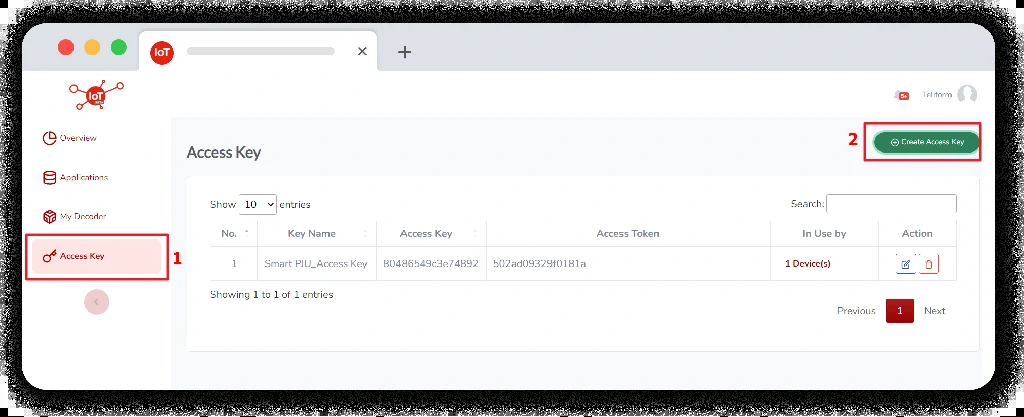 IoT
IoT
5+
Overview
Applications
My Decoder
Access Key
1
2
Create Access Key
Access Key
Show 10 entries
Search:
No. Key Name Access Key Access Token In Use by Action
1 Smart PIU_Access Key 80486549c3e74892 502ad09329f0181a 1 Device(s)
Showing 1 to 1 of 1 entries
Previous 1 Next